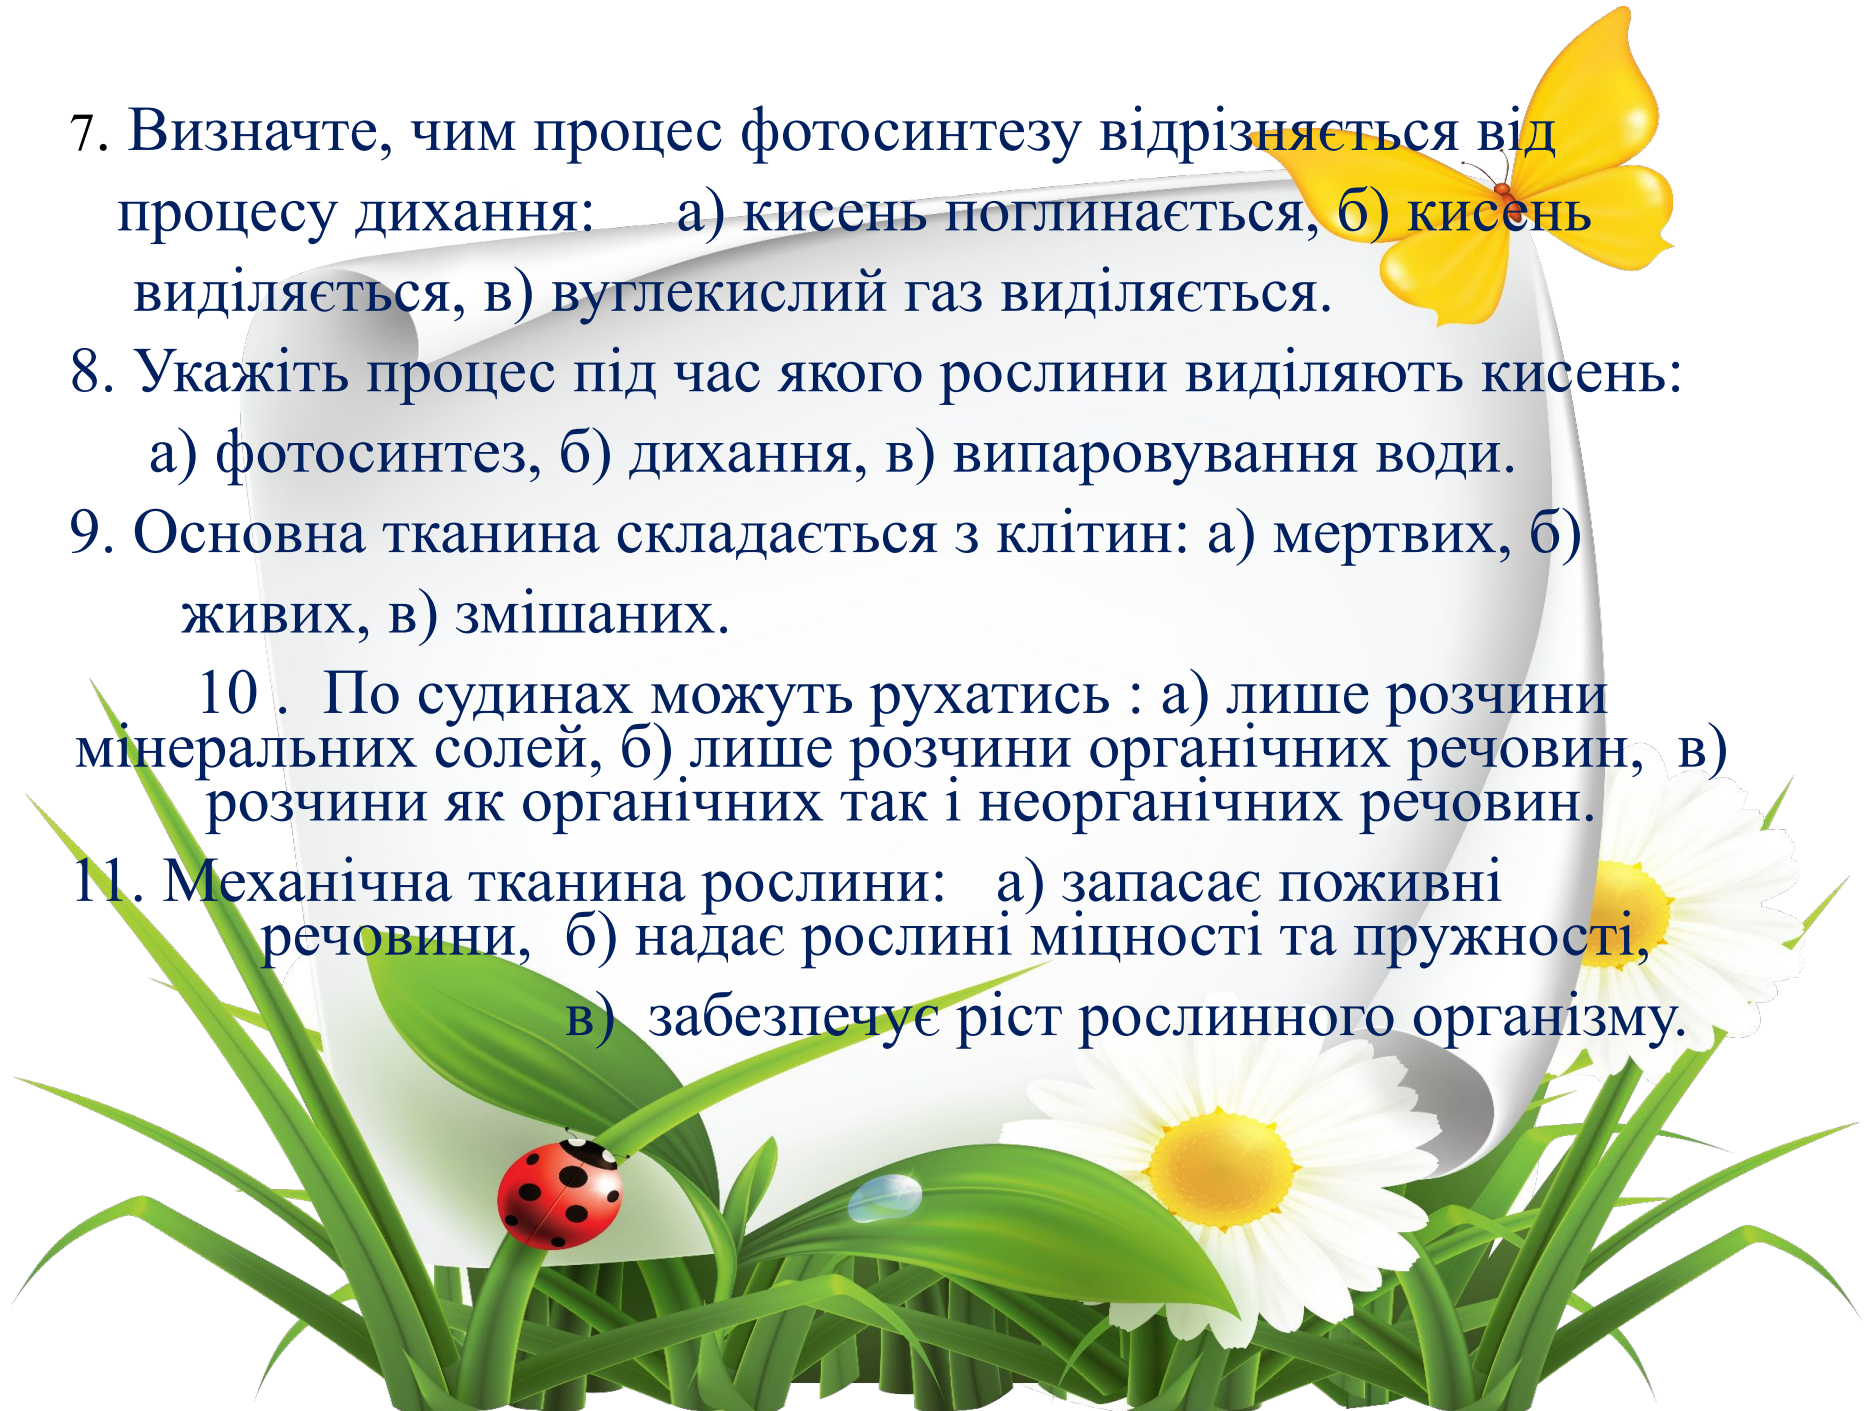 7. Визначте, чим процес фотосинтезу відрізняється від
процесу дихання: а) кисень поглинається, б) кисень
виділяється, в) вуглекислий газ виділяється.
8. Укажіть процес під час якого рослини виділяють кисень:
а) фотосинтез, б) дихання, в) випаровування води.
9. Основна тканина складається з клітин: а) мертвих, б)
живих, в) змішаних.
10 . По судинах можуть рухатись : а) лише розчини
мінеральних солей, б) лише розчини органічних речовин, в)
розчини як органічних так і неорганічних речовин.
11. Механічна тканина рослини: а) запасає поживні
речовини, б) надає рослині міцності та пружності,
в) забезпечує ріст рослинного організму.